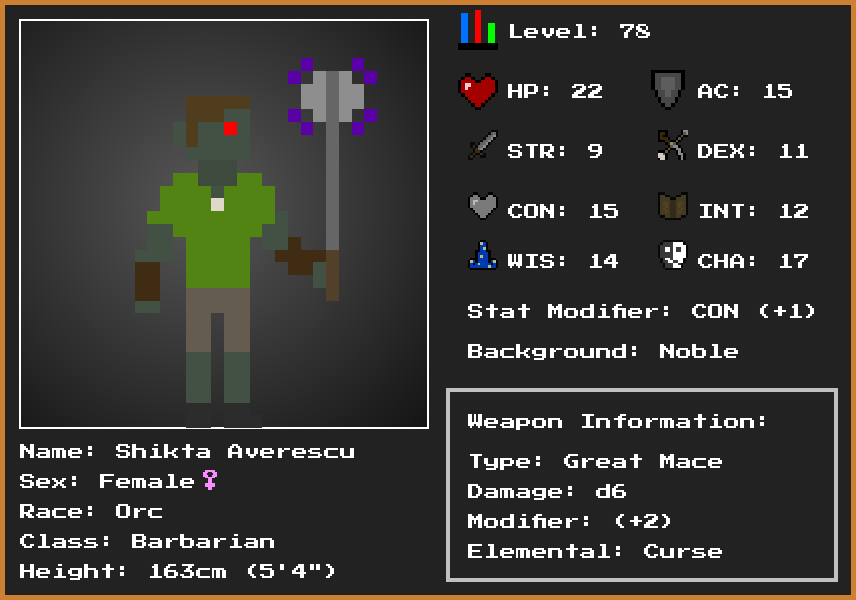 Level: 78
HP: 22
AC: 15
STR: 9
DEX: 11
CON: 15
INT: 12
WIS: 14
CHA: 17
Stat Modifier: CON (+1)
Background: Noble
Weapon Information:
Type: Great Mace
Damage: d6
Modifier: (+2)
Elemental: Curse
Name: Shikta Averescu
Sex: Female♀
Race: Orc
Class: Barbarian
Height: 163cm (5'4")